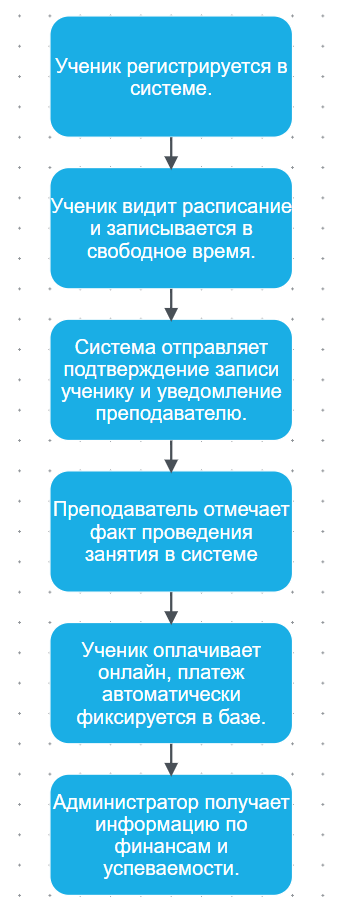 Ученик регистрируется в
системе.
Ученик видит расписание
и записывается в
свободное время.
Система отправляет
подтверждение записи
ученику и уведомление
преподавателю.
Преподаватель отмечает
факт проведения
занятия в системе
Ученик оплачивает
онлайн, платеж
автоматически
фиксируется в базе.
Администратор получает
информацию по
финансам и
успеваемости.